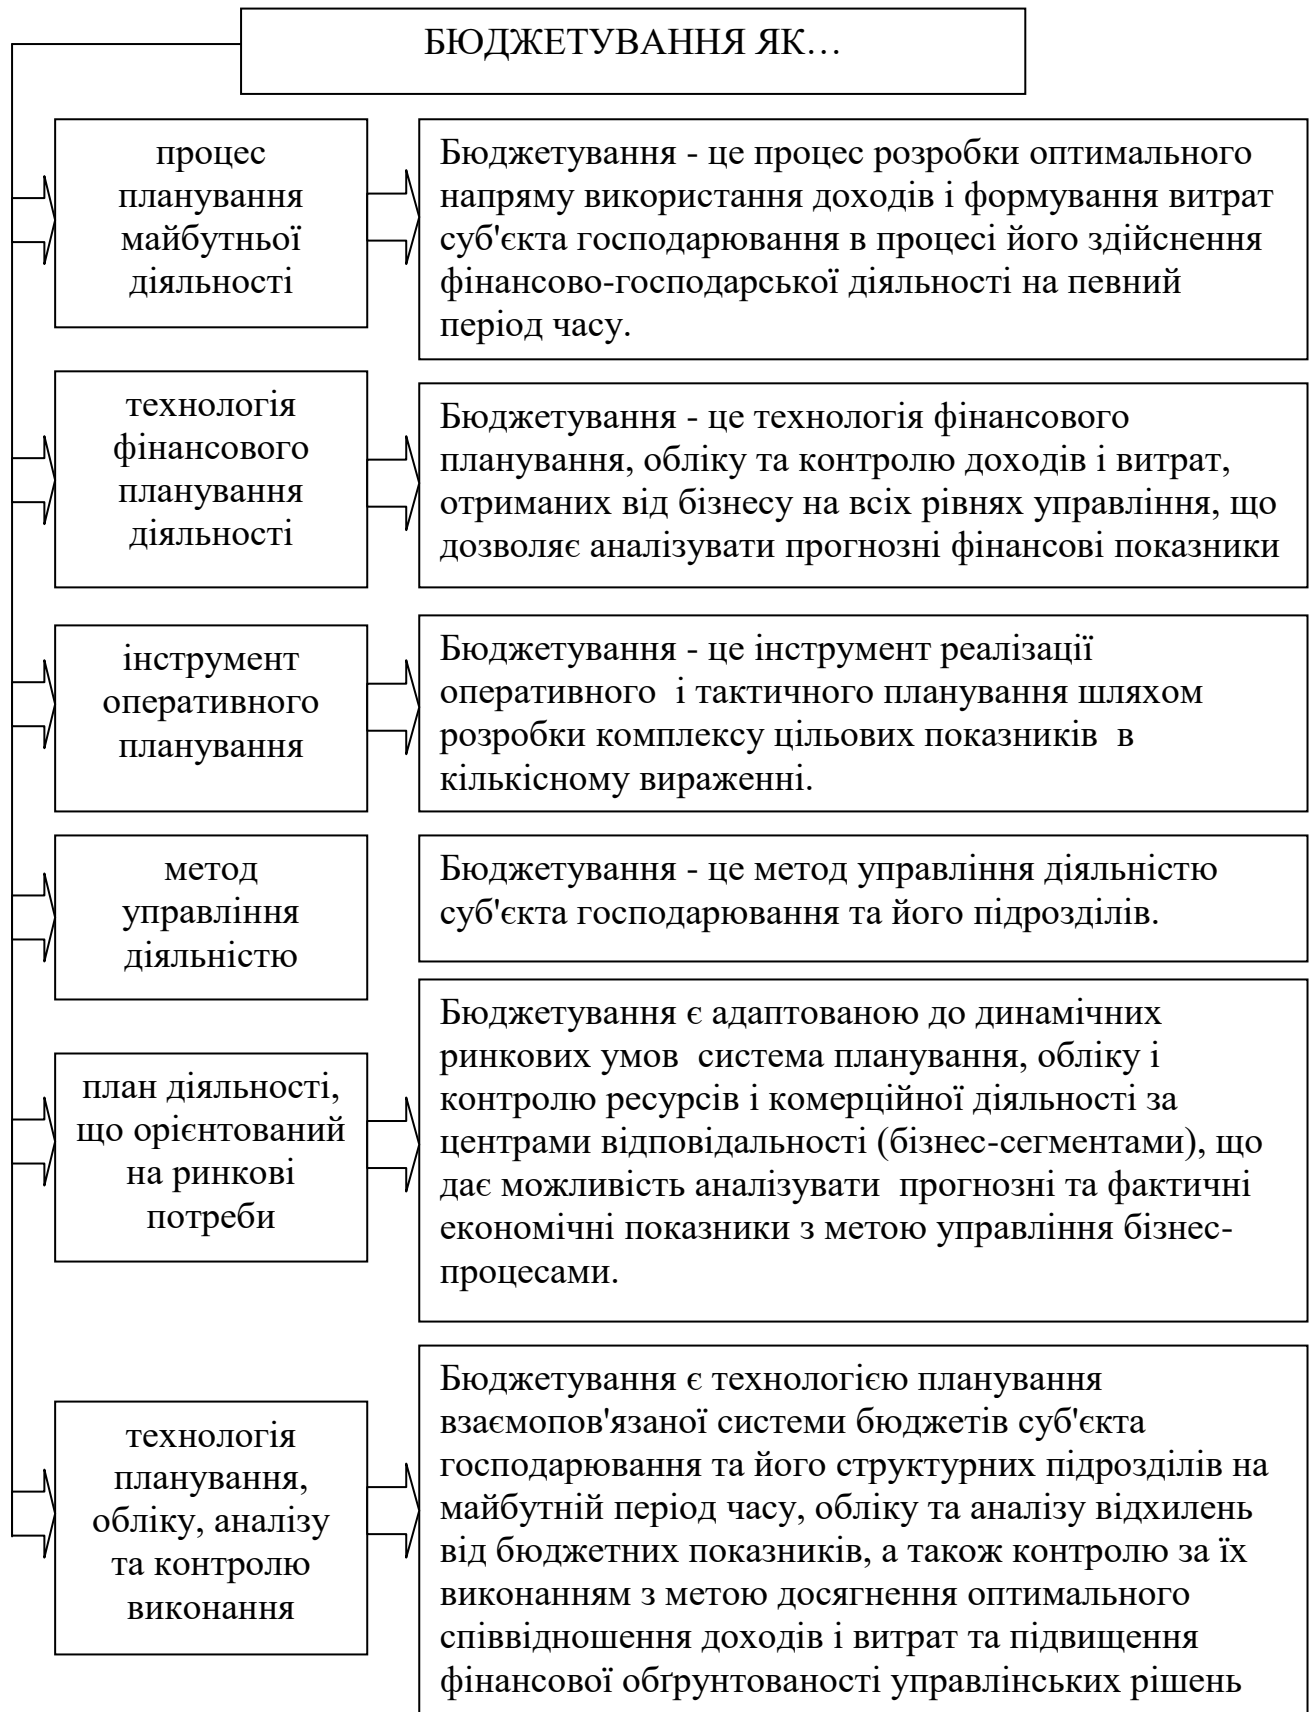 БЮДЖЕТУВАННЯ ЯК…
процес
планування
майбутньої
діяльності
Бюджетування - це процес розробки оптимального
напряму використання доходів і формування витрат
суб'єкта господарювання в процесі його здійснення
фінансово-господарської діяльності на певний
період часу.
технологія
фінансового
планування
діяльності
Бюджетування - це технологія фінансового
планування, обліку та контролю доходів і витрат,
отриманих від бізнесу на всіх рівнях управління, що
дозволяє аналізувати прогнозні фінансові показники
інструмент
оперативного
планування
Бюджетування - це інструмент реалізації
оперативного і тактичного планування шляхом
розробки комплексу цільових показників в
кількісному вираженні.
метод
управління
діяльністю
Бюджетування - це метод управління діяльністю
суб'єкта господарювання та його підрозділів.
план діяльності,
що орієнтований
на ринкові
потреби
Бюджетування є адаптованою до динамічних
ринкових умов система планування, обліку і
контролю ресурсів і комерційної діяльності за
центрами відповідальності (бізнес-сегментами), що
дає можливість аналізувати прогнозні та фактичні
економічні показники з метою управління бізнес-
процесами.
технологія
планування,
обліку, аналізу
та контролю
виконання
Бюджетування є технологією планування
взаємопов'язаної системи бюджетів суб'єкта
господарювання та його структурних підрозділів на
майбутній період часу, обліку та аналізу відхилень
від бюджетних показників, а також контролю за їх
виконанням з метою досягнення оптимального
співвідношення доходів і витрат та підвищення
фінансової обґрунтованості управлінських рішень